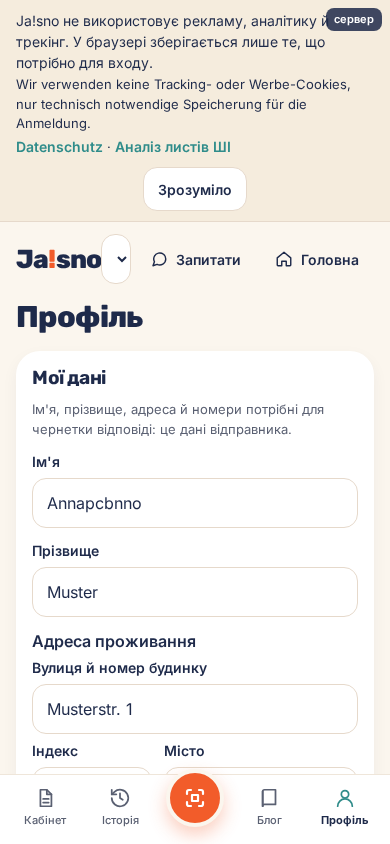 Ja!sno не використовує рекламу, аналітику й
сервер
трекінг. У браузері зберігається лише те, що
потрібно для входу.
Wir verwenden keine Tracking- oder Werbe-Cookies,
nur technisch notwendige Speicherung für die
Anmeldung.
Datenschutz · Аналіз листів ШІ
Зрозуміло
Ja!sno
Запитати
Головна
Профіль
Мої дані
Ім'я, прізвище, адреса й номери потрібні для
чернетки відповіді: це дані відправника.
Ім'я
Annapcbnno
Прізвище
Muster
Адреса проживання
Вулиця й номер будинку
Musterstr. 1
Індекс Місто
Кабінет Історія Блог Профіль